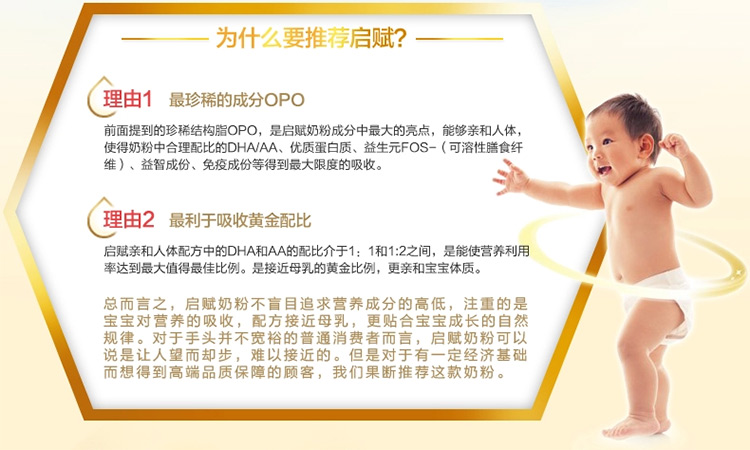 为什么要推荐启赋?
理由1 最珍稀的成分OPO
前面提到的珍稀结构脂OPO，是启赋奶粉成分中最大的亮点，能够亲和人体，
使得奶粉中合理配比的DHA/AA、优质蛋白质、益生元FOS-（可溶性膳食纤
维）、益智成份、免疫成份等得到最大限度的吸收。
理由2 最利于吸收黄金配比
启赋亲和人体配方中的DHA和AA的配比介于1：1和1:2之间，是能使营养利用
率达到最大值得最佳比例。是接近母乳的黄金比例，更亲和宝宝体质。
总而言之，启赋奶粉不盲目追求营养成分的高低，注重的是
宝宝对营养的吸收，配方接近母乳，更贴合宝宝成长的自然
规律。对于手头并不宽裕的普通消费者而言，启赋奶粉可以
说是让人望而却步，难以接近的。但是对于有一定经济基础
而想得到高端品质保障的顾客，我们果断推荐这款奶粉。